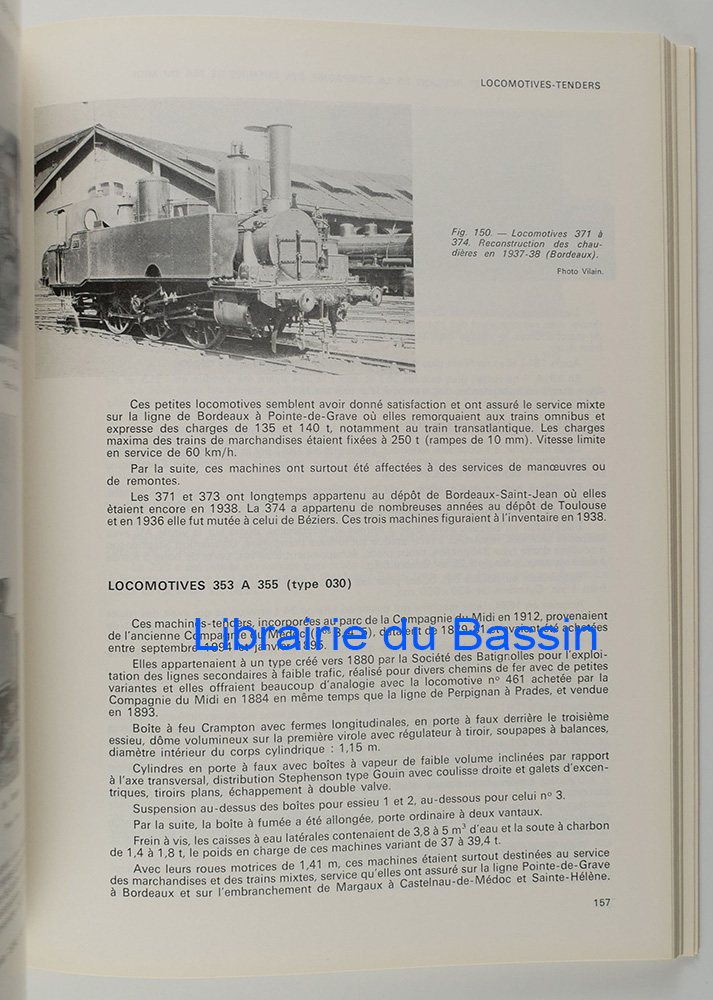 LOCOMOTIVES-TENDERS
Fig. 150. — Locomotives 371 à
374. Reconstruction des chau-
dières en 1937-38 (Bordeaux).
Photo Vilain.
Ces petites locomotives semblent avoir donné satisfaction et ont assuré le service mixte
sur la ligne de Bordeaux à Pointe-de-Grave où elles remorquaient aux trains omnibus et
expresse des charges de 135 et 140 t, notamment au train transatlantique. Les charges
maxima des trains de marchandises étaient fixées à 250 t (rampes de 10 mm). Vitesse limite
en service de 60 km/h.
Par la suite, ces machines ont surtout été affectées à des services de manœuvres ou
de remontes.
Les 371 et 373 ont longtemps appartenu au dépôt de Bordeaux-Saint-Jean où elles
étaient encore en 1938. La 374 a appartenu de nombreuses années au dépôt de Toulouse
et en 1936 elle fut mutée à celui de Béziers. Ces trois machines figuraient à l'inventaire en 1938.
LOCOMOTIVES 353 A 355 (type 030)
Ces machines-tenders, incorporées au parc de la Compagnie du Midi en 1912, provenaient
de l'ancienne Compagnie du Médoc et avaient été achetées
entre septembre et janvier
Librairie du Bassin
Elles appartenaient à un type créé vers 1880 par la Société des Batignolles pour l'exploi-
tation des lignes secondaires à faible trafic, réalisé pour divers chemins de fer avec de petites
variantes et elles offraient beaucoup d'analogie avec la locomotive n° 461 achetée par la
Compagnie du Midi en 1884 en même temps que la ligne de Perpignan à Prades, et vendue
en 1893.
Boîte à feu Crampton avec fermes longitudinales, en porte à faux derrière le troisième
essieu, dôme volumineux sur la première virole avec régulateur à tiroir, soupapes à balances,
diamètre intérieur du corps cylindrique : 1,15 m.
Cylindres en porte à faux avec boîtes à vapeur de faible volume inclinées par rapport
à l'axe transversal, distribution Stephenson type Gouin avec coulisse droite et galets d'excen-
triques, tiroirs plans, échappement à double valve.
Suspension au-dessus des boîtes pour essieu 1 et 2, au-dessous pour celui n° 3.
Par la suite, la boîte à fumée a été allongée, porte ordinaire à deux vantaux.
Frein à vis, les caisses à eau latérales contenaient de 3,8 à 5 m³ d'eau et la soute à charbon
de 1,4 à 1,8 t, le poids en charge de ces machines variant de 37 à 39,4 t.
Avec leurs roues motrices de 1,41 m, ces machines étaient surtout destinées au service
des marchandises et des trains mixtes, service qu'elles ont assuré sur la ligne Pointe-de-Grave
à Bordeaux et sur l'embranchement de Margaux à Castelnau-de-Médoc et Sainte-Hélène.
157